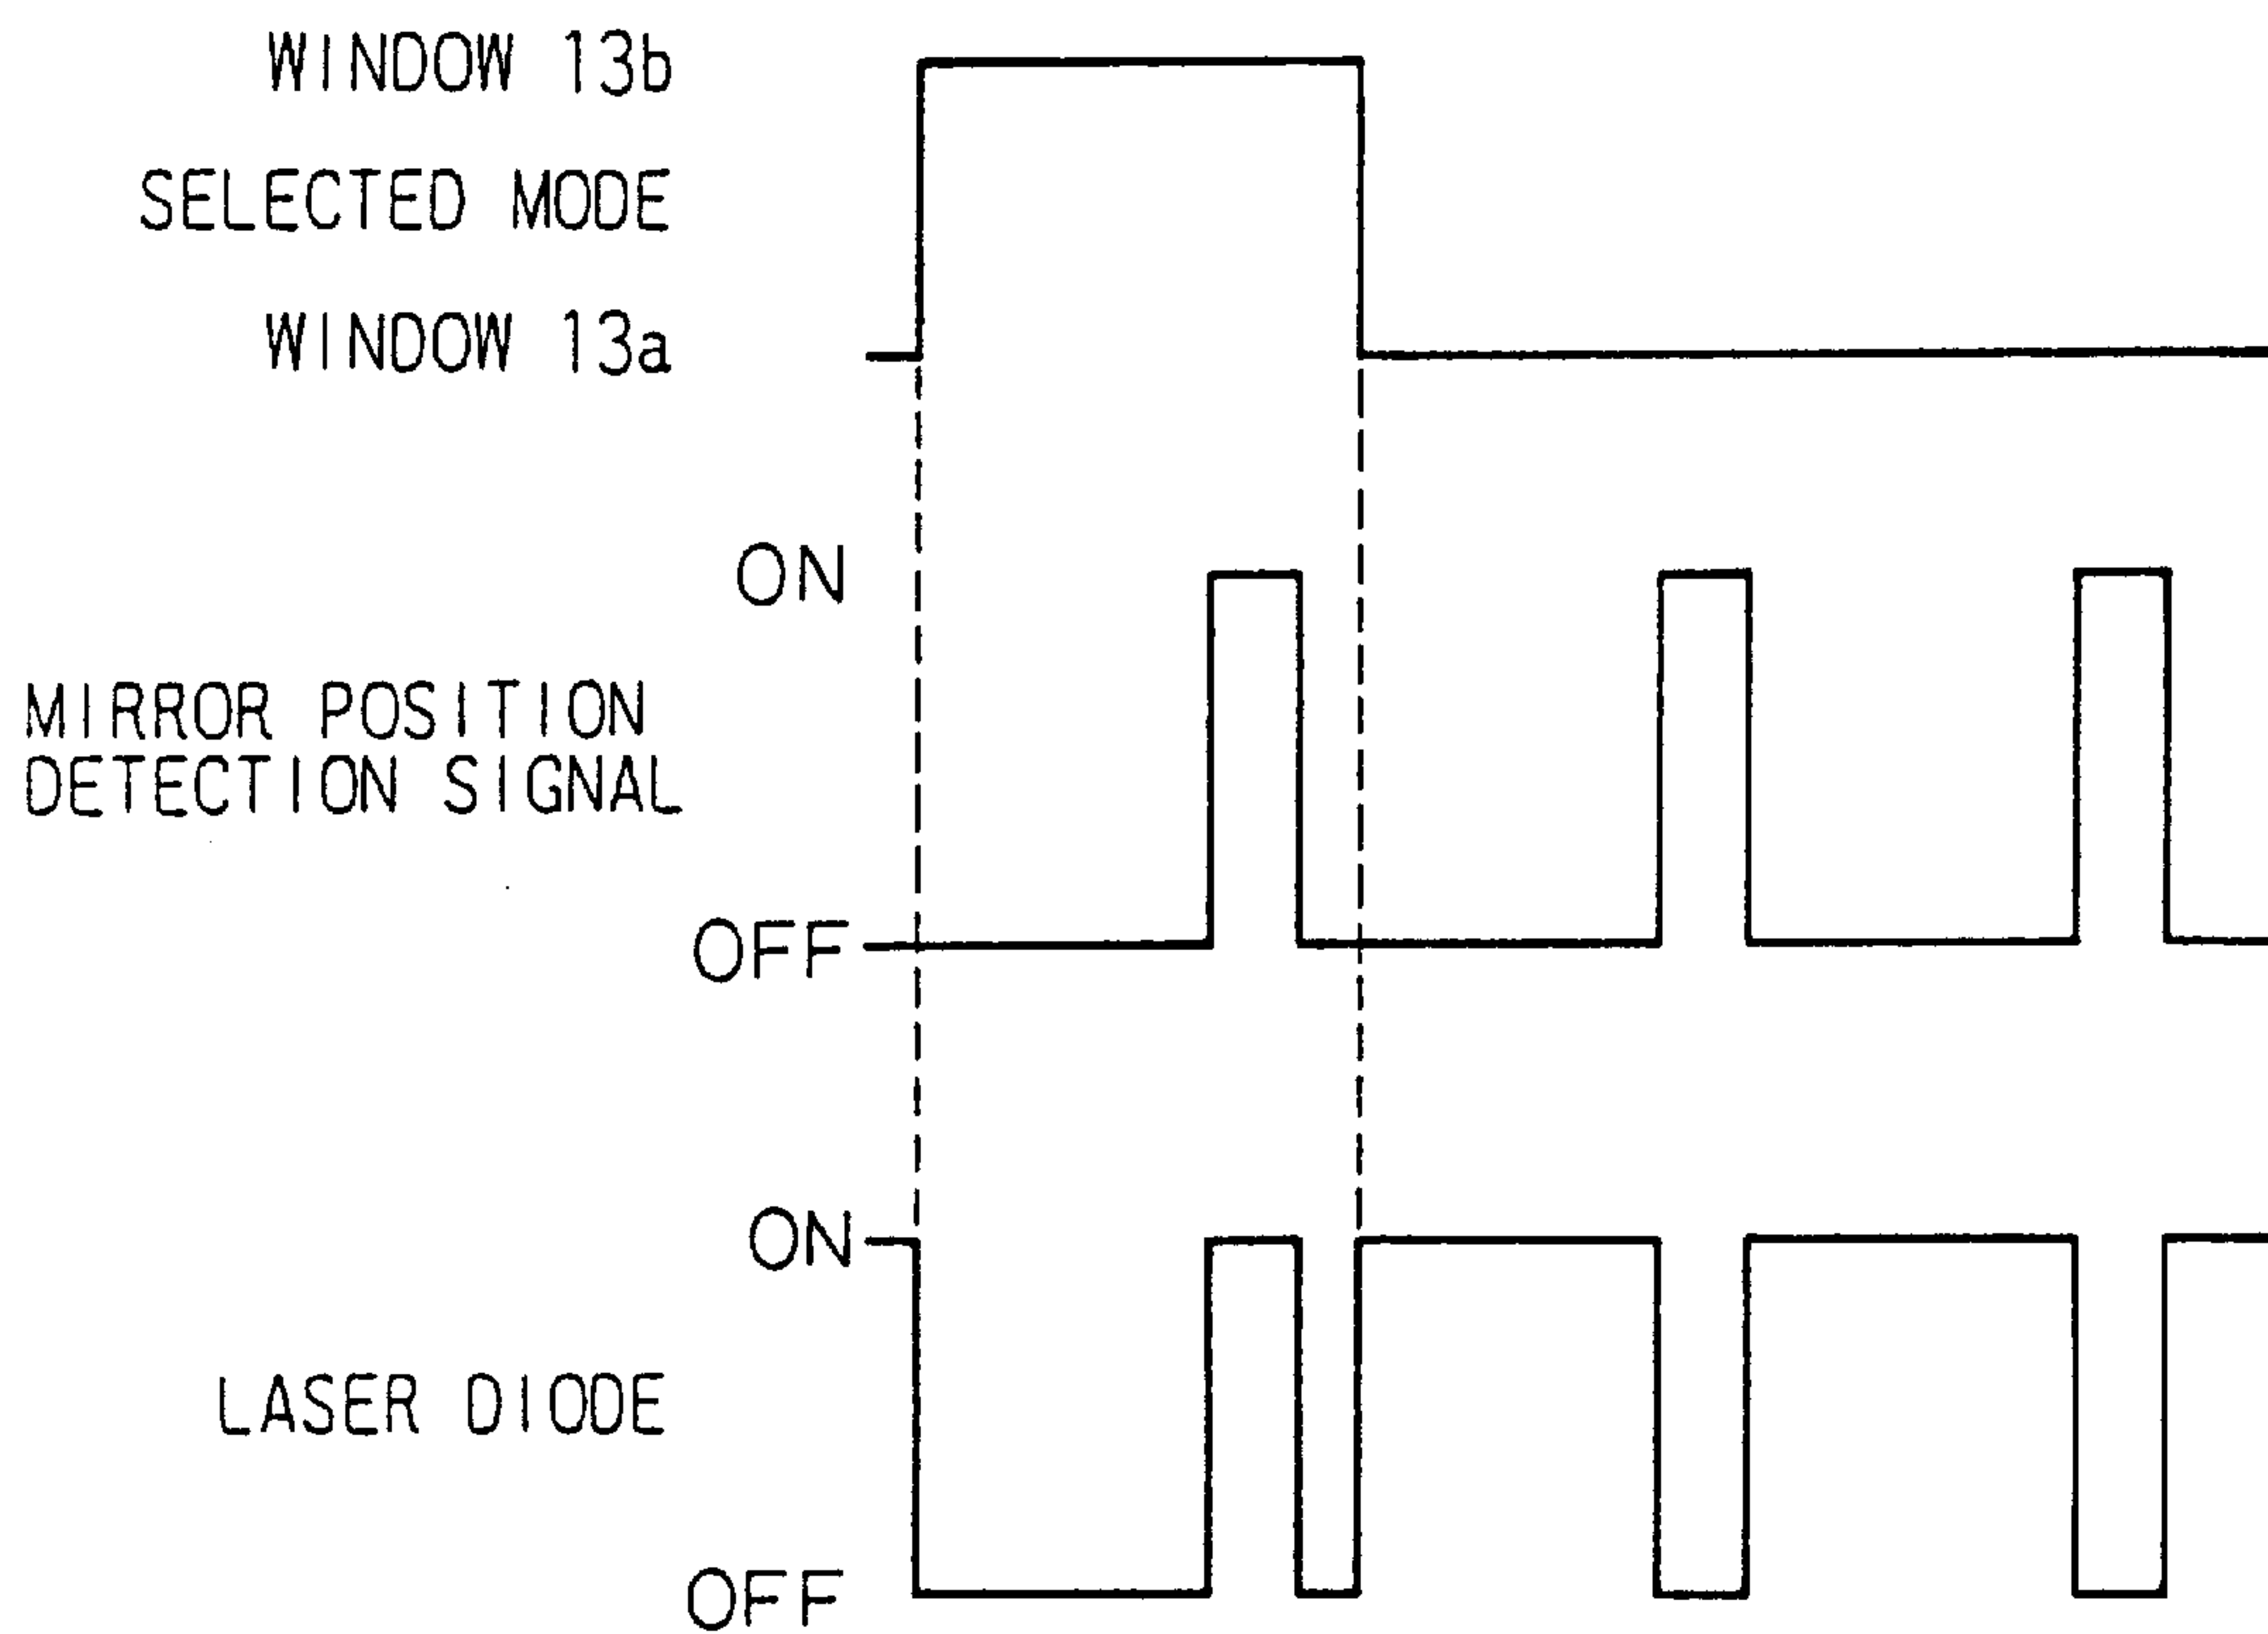 WINDOW 13b
SELECTED MODE
WINDOW 13a
ON
MIRROR POSITION
DETECTION SIGNAL
OFF
ON
LASER DIODE
OFF